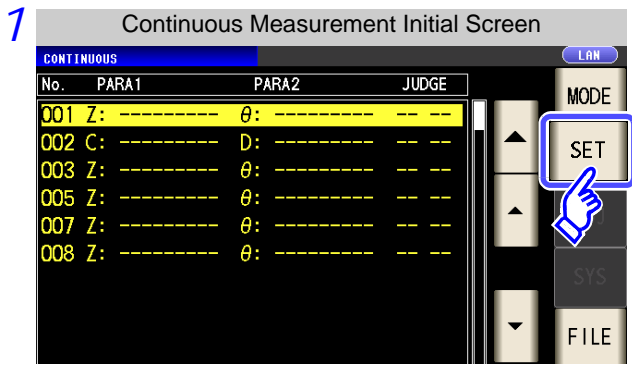 1 Continuous Measurement Initial Screen
CONTINUOUS LAN
No. PARA1 PARA2 JUDGE
MODE
001 Z: --------- θ: --------- -- --
002 C: --------- D: --------- -- --
SET
003 Z: --------- θ: --------- -- --
005 Z: --------- θ: --------- -- --
007 Z: --------- θ: --------- -- --
008 Z: --------- θ: --------- -- --
SYS
FILE